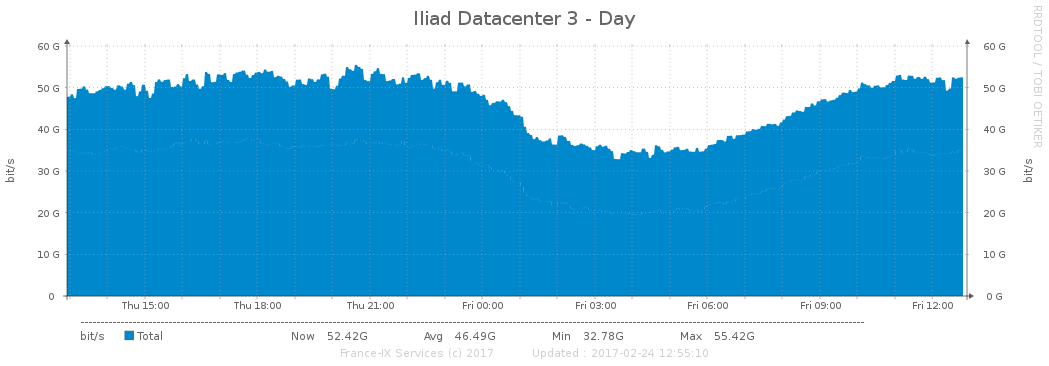 Iliad Datacenter 3 - Day
RRDTOOL / TOBI OETIKER
60 G 60 G
50 G 50 G
40 G 40 G
30 G 30 G
20 G 20 G
10 G 10 G
0 0 G
bit/s bit/s
Thu 15:00 Thu 18:00 Thu 21:00 Fri 00:00 Fri 03:00 Fri 06:00 Fri 09:00 Fri 12:00
bit/s Total Now 52.42G Avg 46.49G Min 32.78G Max 55.42G
France-IX Services (c) 2017 Updated : 2017-02-24 12:55:10